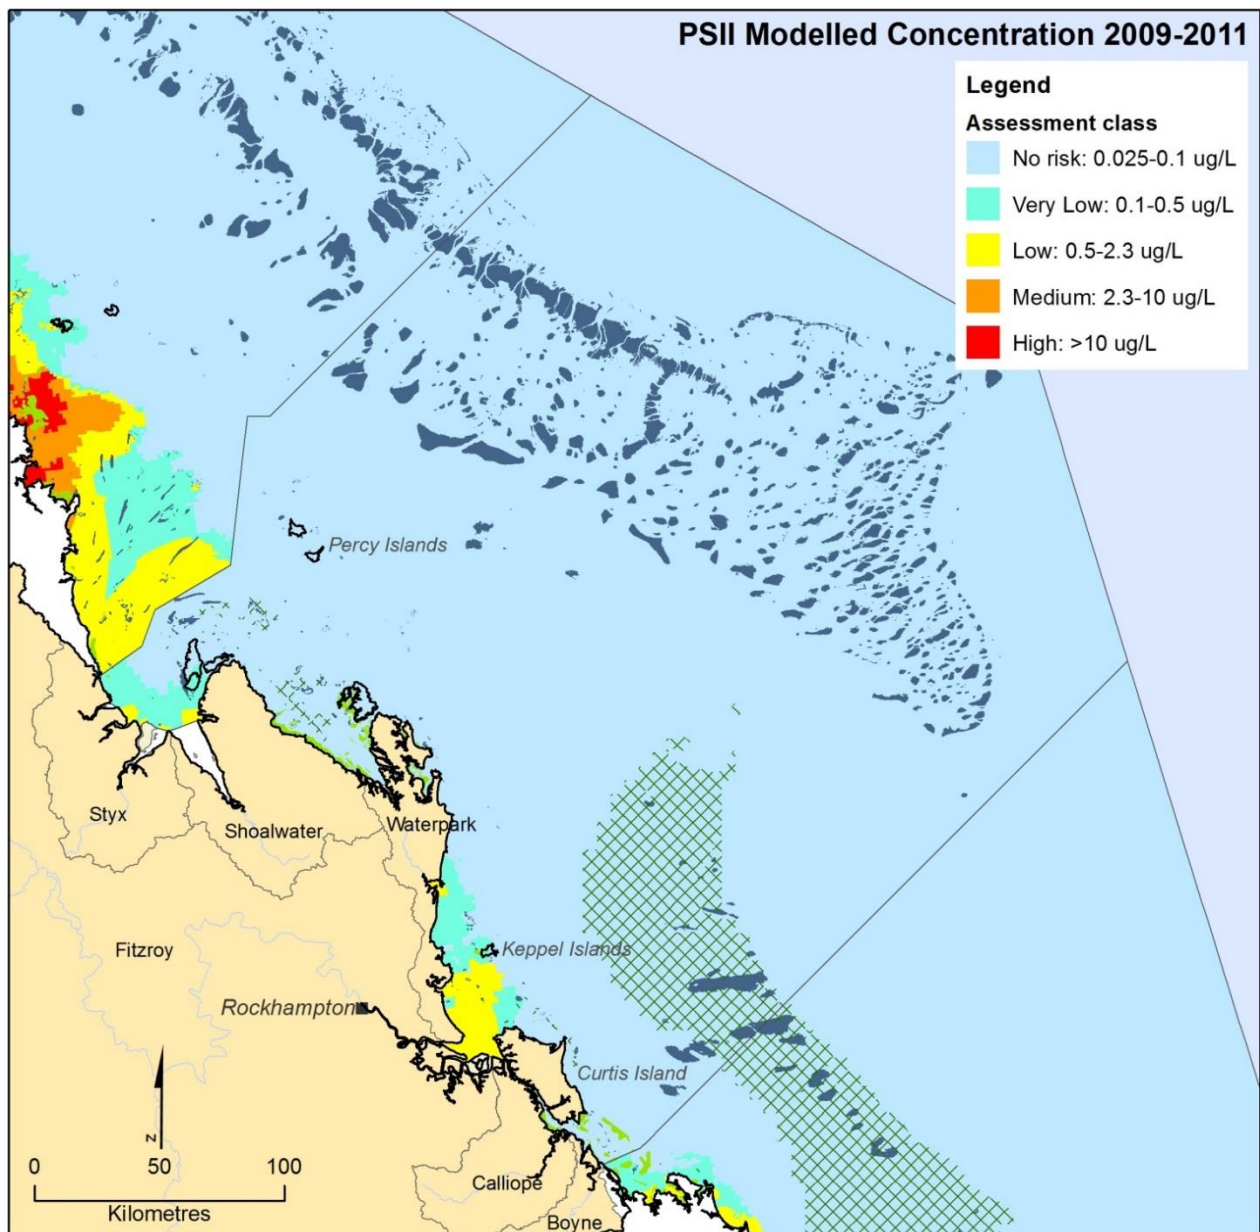 PSII Modelled Concentration 2009-2011
Legend
Assessment class
No risk: 0.025-0.1 ug/L
Very Low: 0.1-0.5 ug/L
Low: 0.5-2.3 ug/L
Medium: 2.3-10 ug/L
High: >10 ug/L
Percy Islands
Styx
Shoalwater
Waterpark
Fitzroy
Keppel Islands
Rockhampton
Curtis Island
N
0 50 100
Kilometres
Calliope
Boyne